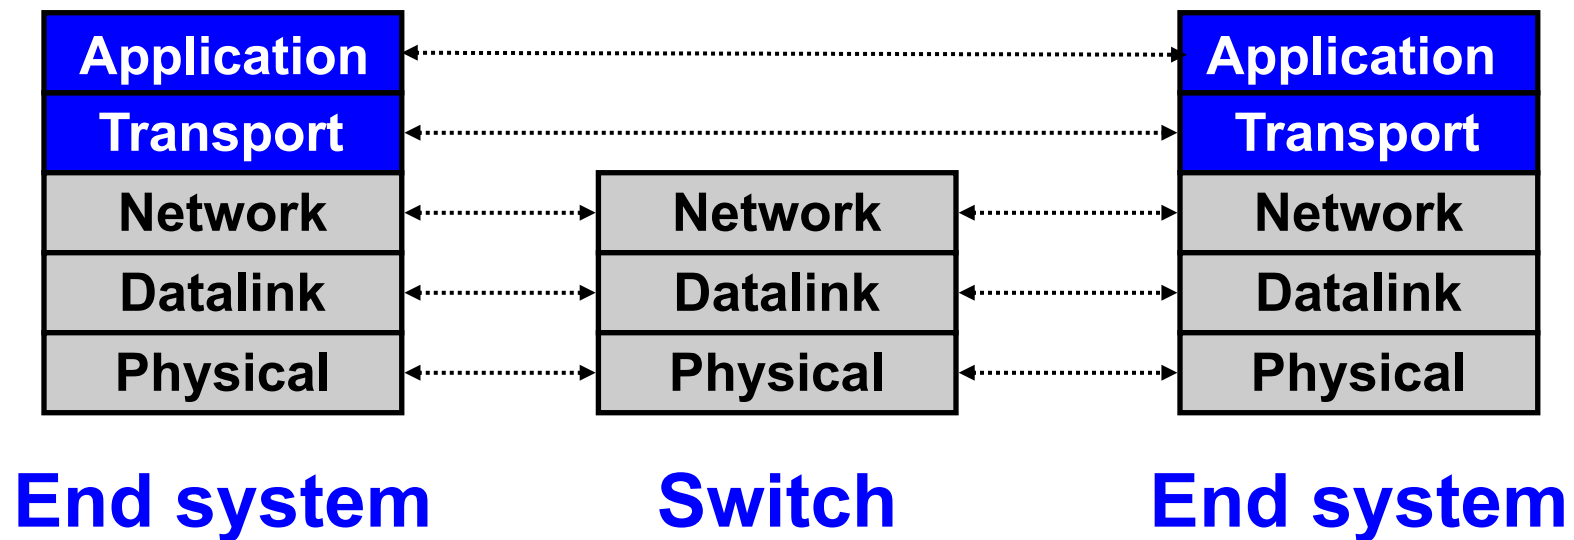 Application
Application
Transport
Transport
Network
Network
Network
Datalink
Datalink
Datalink
Physical
Physical
Physical
End system
Switch
End system